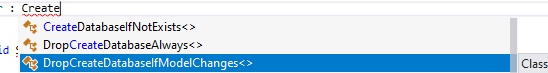 : Create
CreateDatabaseIfNotExists<>
DropCreateDatabaseAlways<>
DropCreateDatabaseIfModelChanges<>
Class